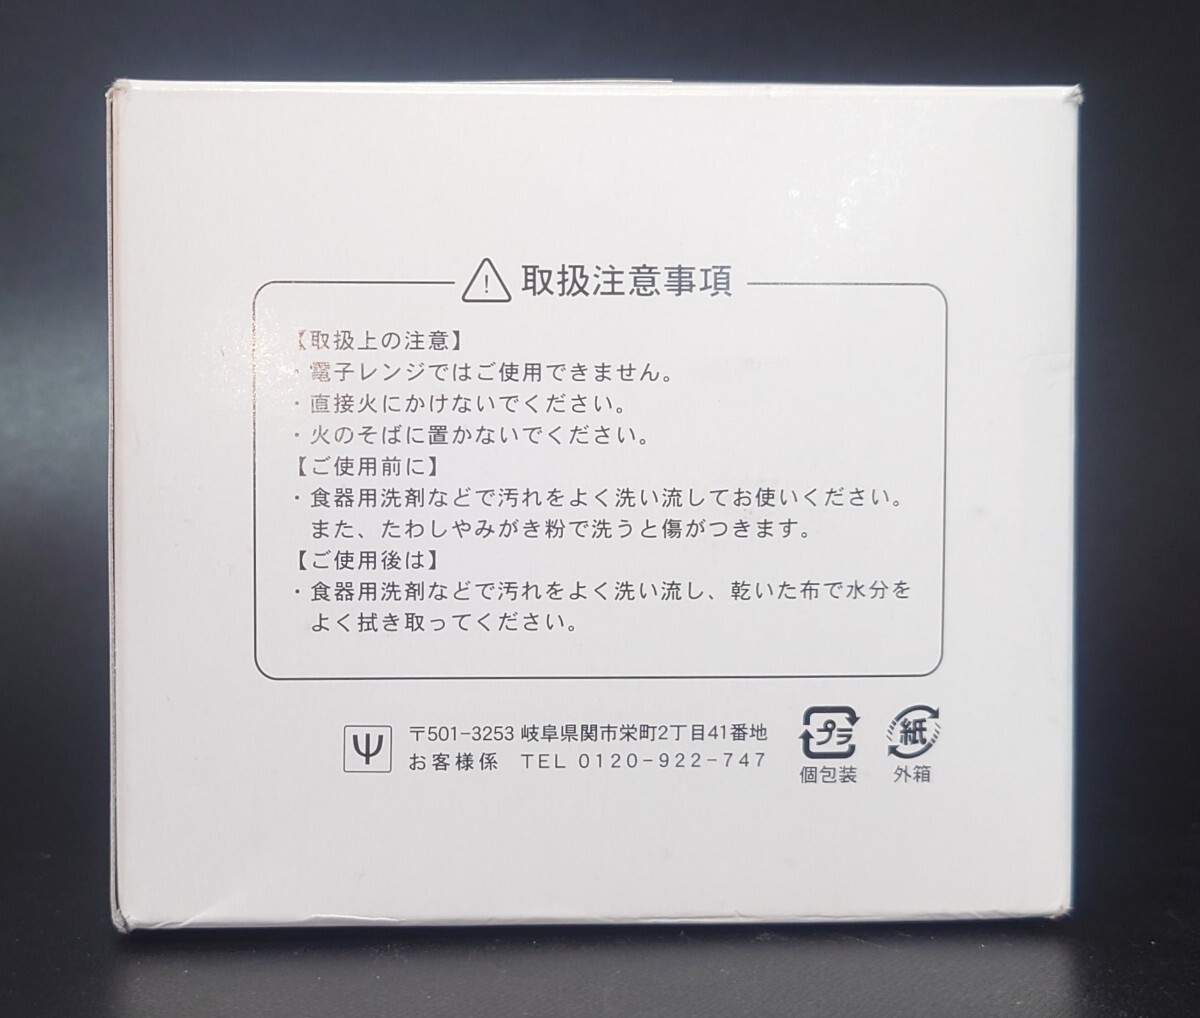 取扱注意事項
【取扱上の注意】
・電子レンジではご使用できません。
・直接火にかけないでください。
・火のそばに置かないでください。
【ご使用前に】
・食器用洗剤などで汚れをよく洗い流してお使いください。
また、たわしやみがき粉で洗うと傷がつきます。
【ご使用後は】
・食器用洗剤などで汚れをよく洗い流し、乾いた布で水分を
よく拭き取ってください。
〒501-3253 岐阜県関市栄町2丁目41番地
お客様係 TEL 0120-922-747
プラ
個包装
紙
外箱